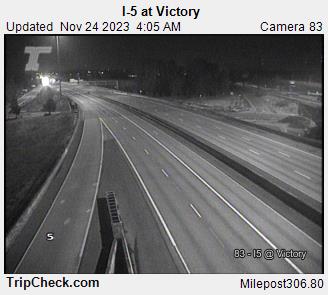 I-5 at Victory
Updated Nov 24 2023 4:05 AM Camera 83
T
S
83 - I5 @ Victory
TripCheck.com Milepost306.80